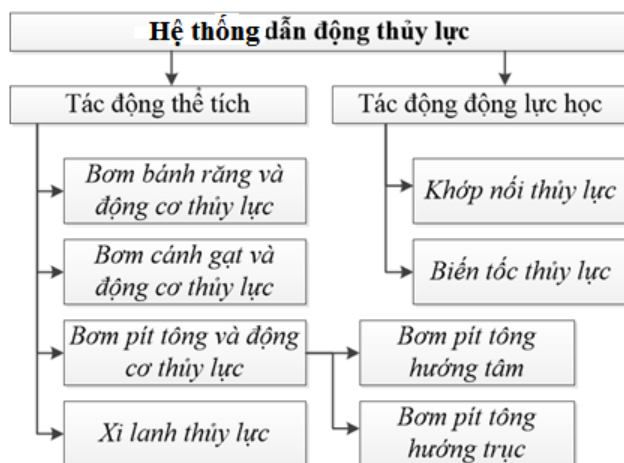 Hệ thống dẫn động thủy lực
Tác động thể tích
Tác động động lực học
Bơm bánh răng và
động cơ thủy lực
Khớp nối thủy lực
Bơm cánh gạt và
động cơ thủy lực
Biến tốc thủy lực
Bơm pít tông và động
cơ thủy lực
Bơm pít tông
hướng tâm
Xi lanh thủy lực
Bơm pít tông
hướng trục